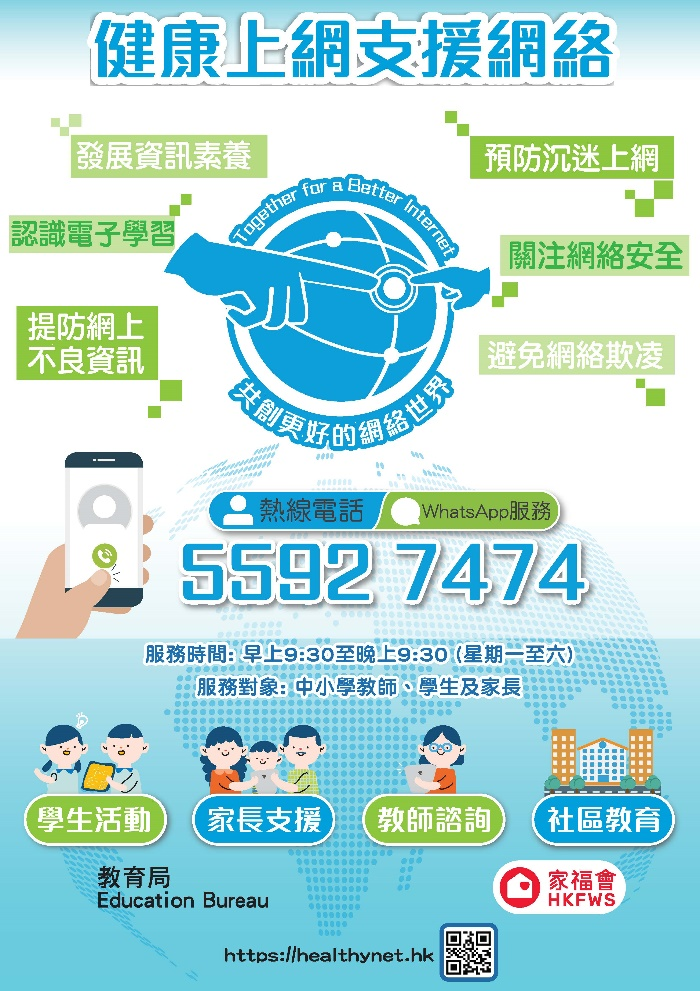 健康上網支援網絡
發展資訊素養
預防沉迷上網
Together for a Better Internet
認識電子學習
關注網絡安全
提防網上
不良資訊
避免網絡欺凌
共創更好的網絡世界
熱線電話
WhatsApp服務
5592 7474
服務時間: 早上9:30至晚上9:30 (星期一至六)
服務對象: 中小學教師、學生及家長
學生活動
家長支援
教師諮詢
社區教育
教育局
Education Bureau
家福會
HKFWS
https://healthynet.hk